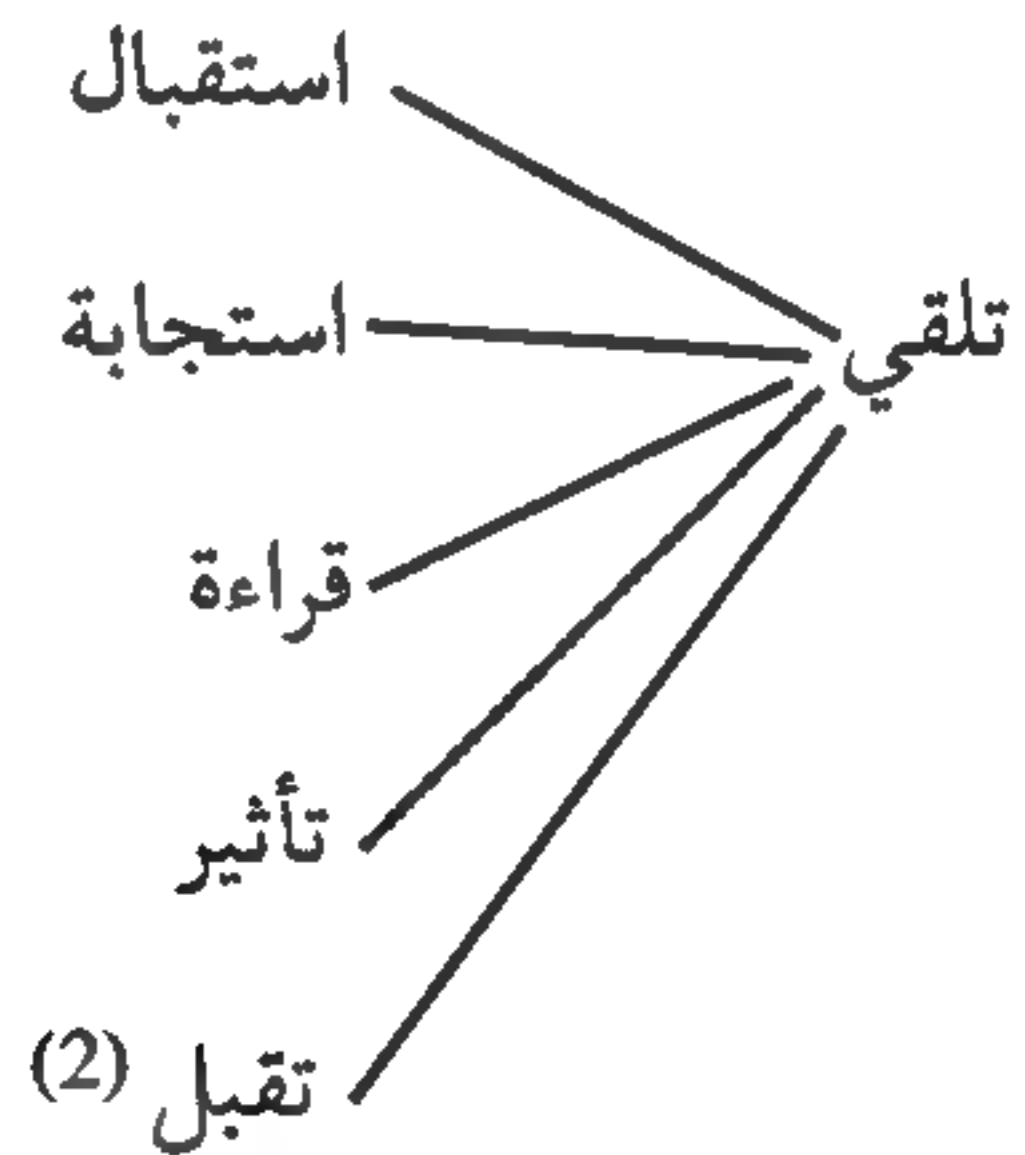 استقبال
استجابة
تلقي
قراءة
تأثير
تقبل (2)